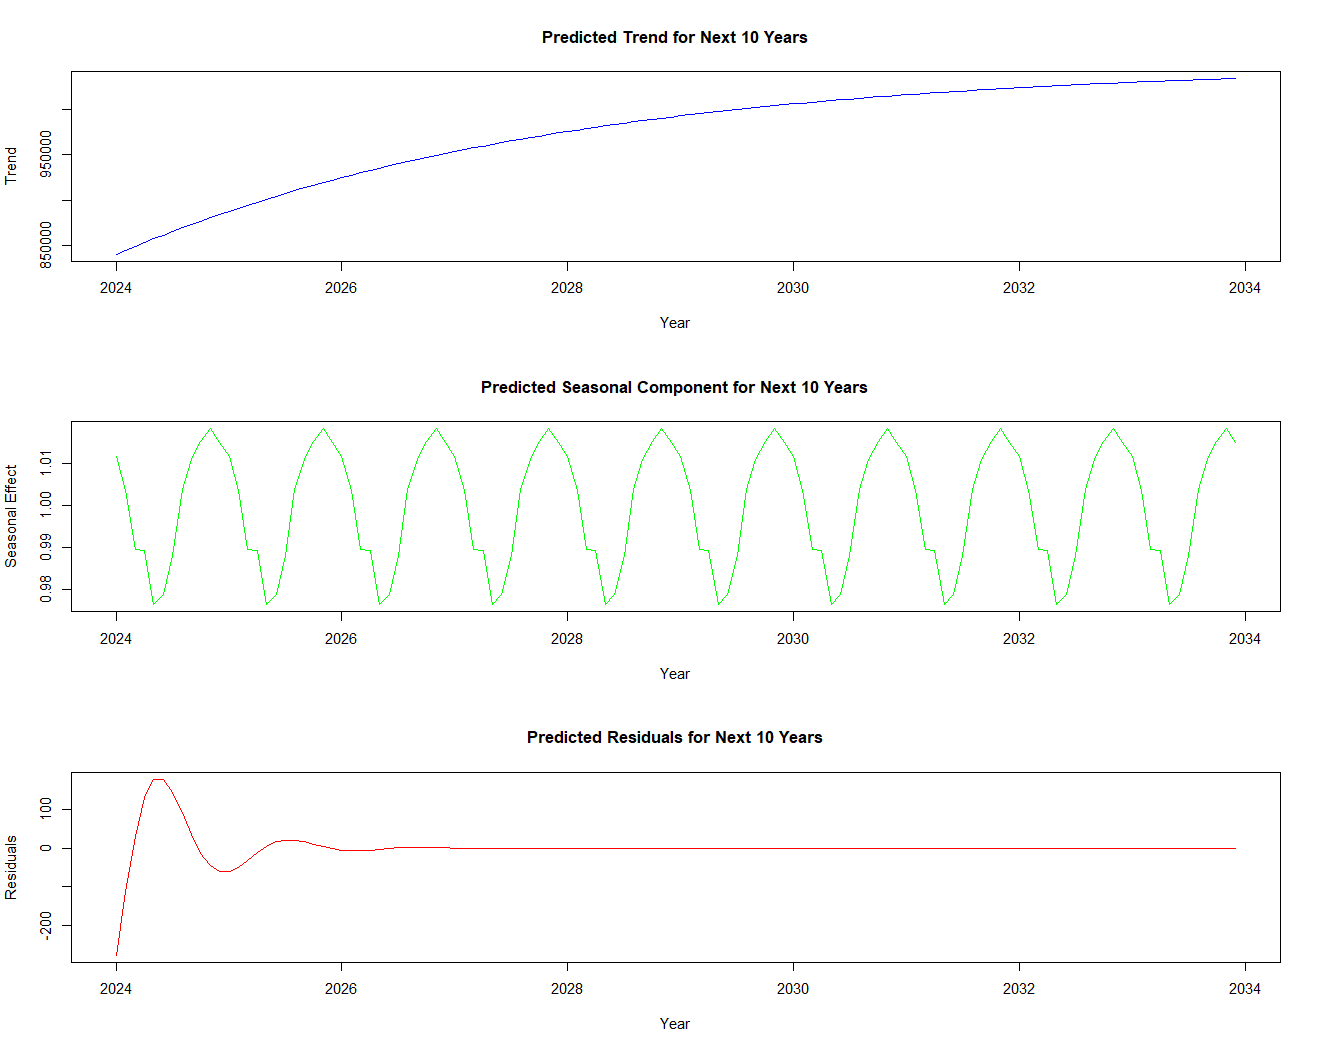 Predicted Trend for Next 10 Years
Trend
950000
850000
2024 2026 2028 2030 2032 2034
Year
Predicted Seasonal Component for Next 10 Years
Seasonal Effect
1.01
1.00
0.99
0.98
2024 2026 2028 2030 2032 2034
Year
Predicted Residuals for Next 10 Years
Residuals
100
0
-200
2024 2026 2028 2030 2032 2034
Year